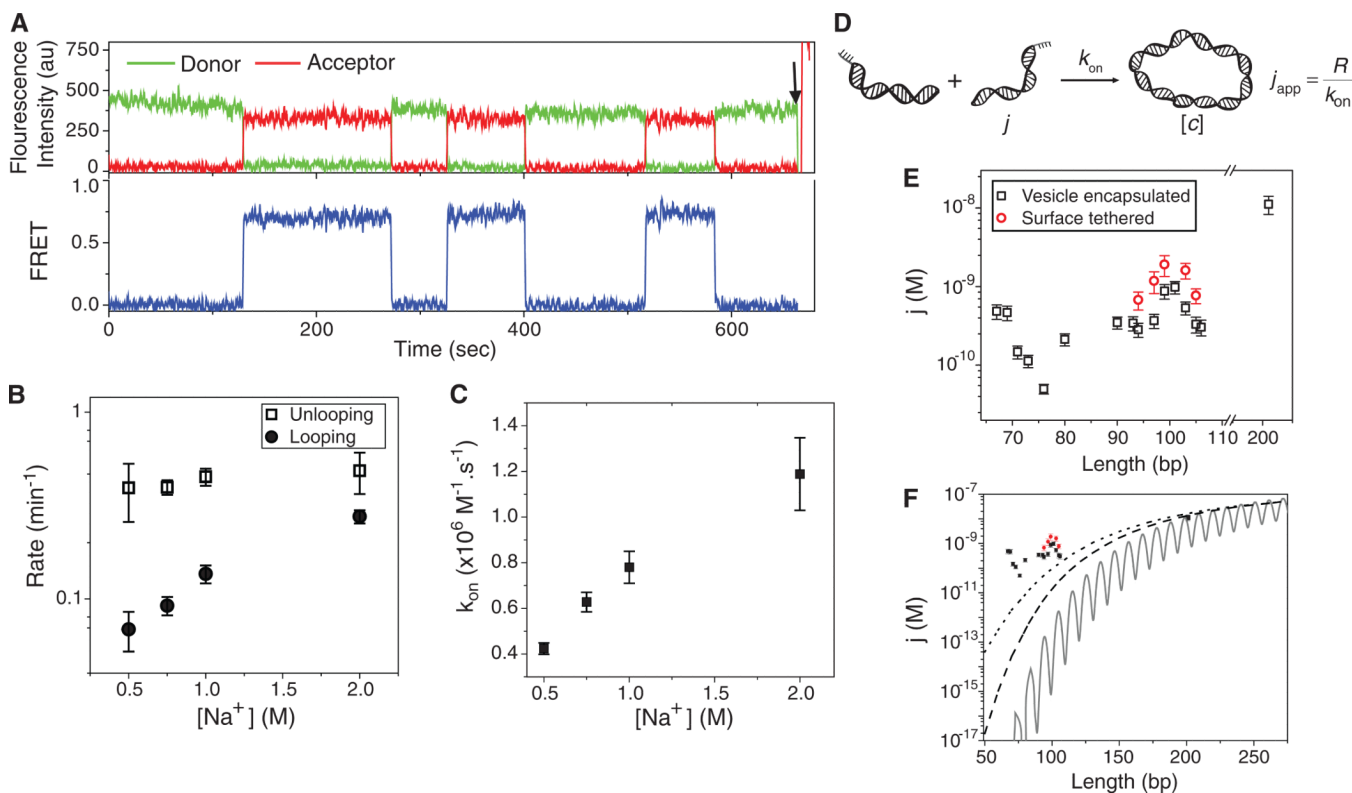 A
Flourescence
Intensity (au)
750
500
250
0
Donor
Acceptor
FRET
1.0
0.5
0.0
0 200 400 600
Time (sec)
B
Rate (min-1)
1
0.1
Unlooping
Looping
0.5 1.0 1.5 2.0
[Na+] (M)
C
kon (x10^6 M-1.s-1)
1.4
1.2
1.0
0.8
0.6
0.4
0.5 1.0 1.5 2.0
[Na+] (M)
D
+
kon
j
[c]
japp = R
kon
E
j (M)
10-8
10-9
10-10
Vesicle encapsulated
Surface tethered
70 80 90 100 110 200
Length (bp)
F
j (M)
10-7
10-9
10-11
10-13
10-15
10-17
50 100 150 200 250
Length (bp)